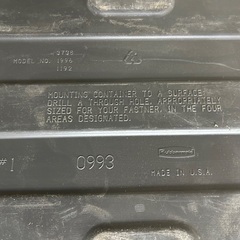 MODEL NO.
MOUNTING CONTAINER TO A SURFACE
DRILL A THROUGH HOLE, APPROPRIATELY
SIZED FOR YOUR FASTNER, IN THE FOUR
AREAS DESIGNATED.
#1 0993
MADE IN U.S.A.